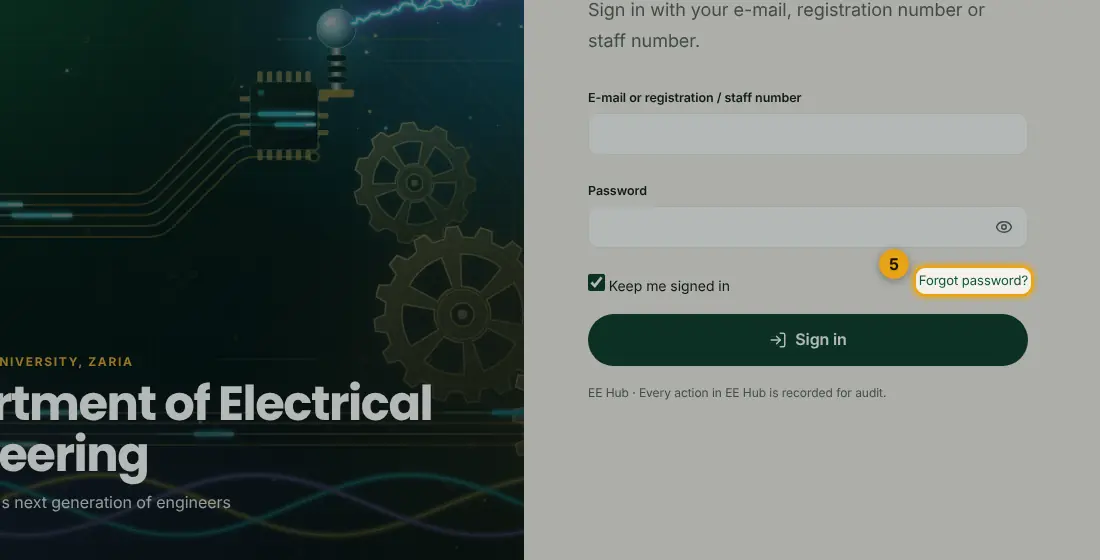 NIVERSITY, ZARIA
rtment of Electrical
eering
s next generation of engineers
Sign in with your e-mail, registration number or
staff number.
E-mail or registration / staff number
Password
5
Keep me signed in
Forgot password?
Sign in
EE Hub · Every action in EE Hub is recorded for audit.